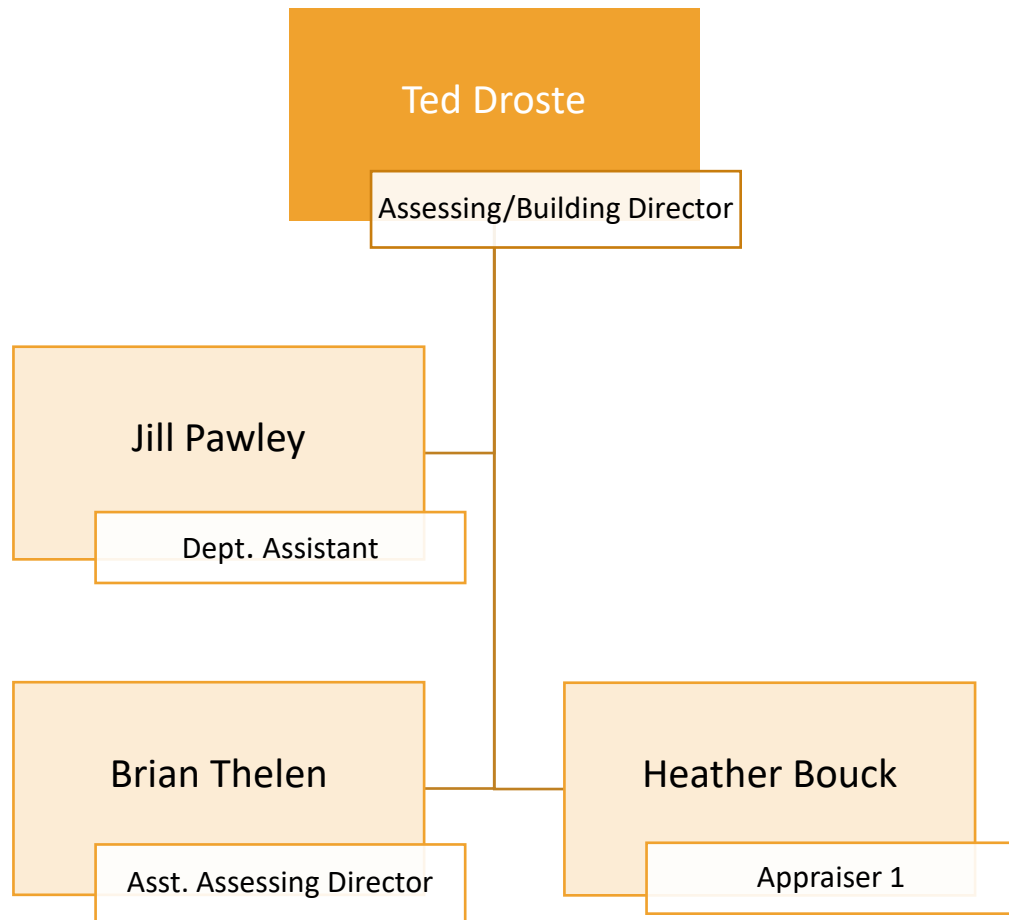 Ted Droste
Assessing/Building Director
Jill Pawley
Dept. Assistant
Brian Thelen
Asst. Assessing Director
Heather Bouck
Appraiser 1